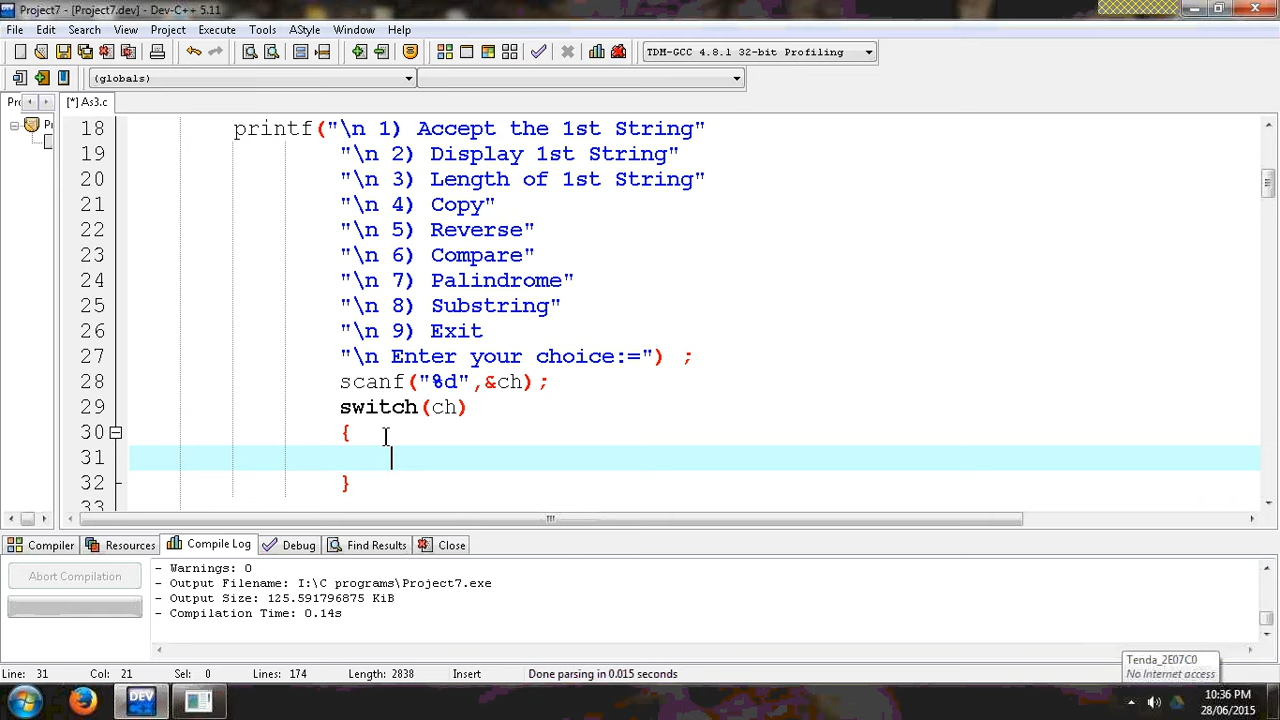 Project7 - [Project7.dev] - Dev-C++ 5.11
File Edit Search View Project Execute Tools AStyle Window Help
TDM-GCC 4.8.1 32-bit Profiling
(globals)
Prc [*] As3.c
18 printf("\n 1) Accept the 1st String"
19 "\n 2) Display 1st String"
20 "\n 3) Length of 1st String"
21 "\n 4) Copy"
22 "\n 5) Reverse"
23 "\n 6) Compare"
24 "\n 7) Palindrome"
25 "\n 8) Substring"
26 "\n 9) Exit
27 "\n Enter your choice:=") ;
28 scanf("%d",&ch);
29 switch(ch)
30 {
31
32 }
33
Compiler Resources Compile Log Debug Find Results Close
Abort Compilation
- Warnings: 0
- Output Filename: I:\C programs\Project7.exe
- Output Size: 125.591796875 KiB
- Compilation Time: 0.14s
Line: 31 Col: 21 Sel: 0 Lines: 174 Length: 2838 Insert Done parsing in 0.015 seconds
Tenda_2E07C0
No Internet access
DEV
10:36 PM
28/06/2015